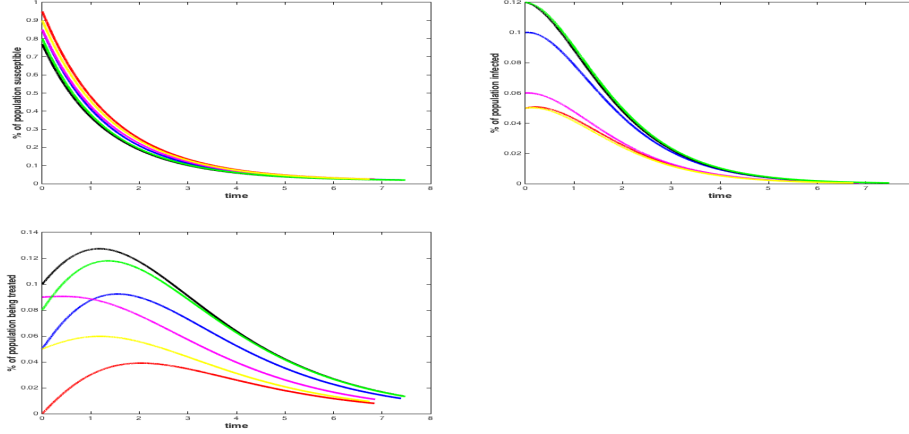 1
0.9
0.8
0.7
0.6
0.5
0.4
0.3
0.2
0.1
0
% of population susceptible
0 1 2 3 4 5 6 7 8
time
0.12
0.1
0.08
0.06
0.04
0.02
% of population infected
0 1 2 3 4 5 6 7
time
0.14
0.12
0.1
0.08
0.06
0.04
0.02
0
% of population being treated
0 1 2 3 4 5 6 7 8
time